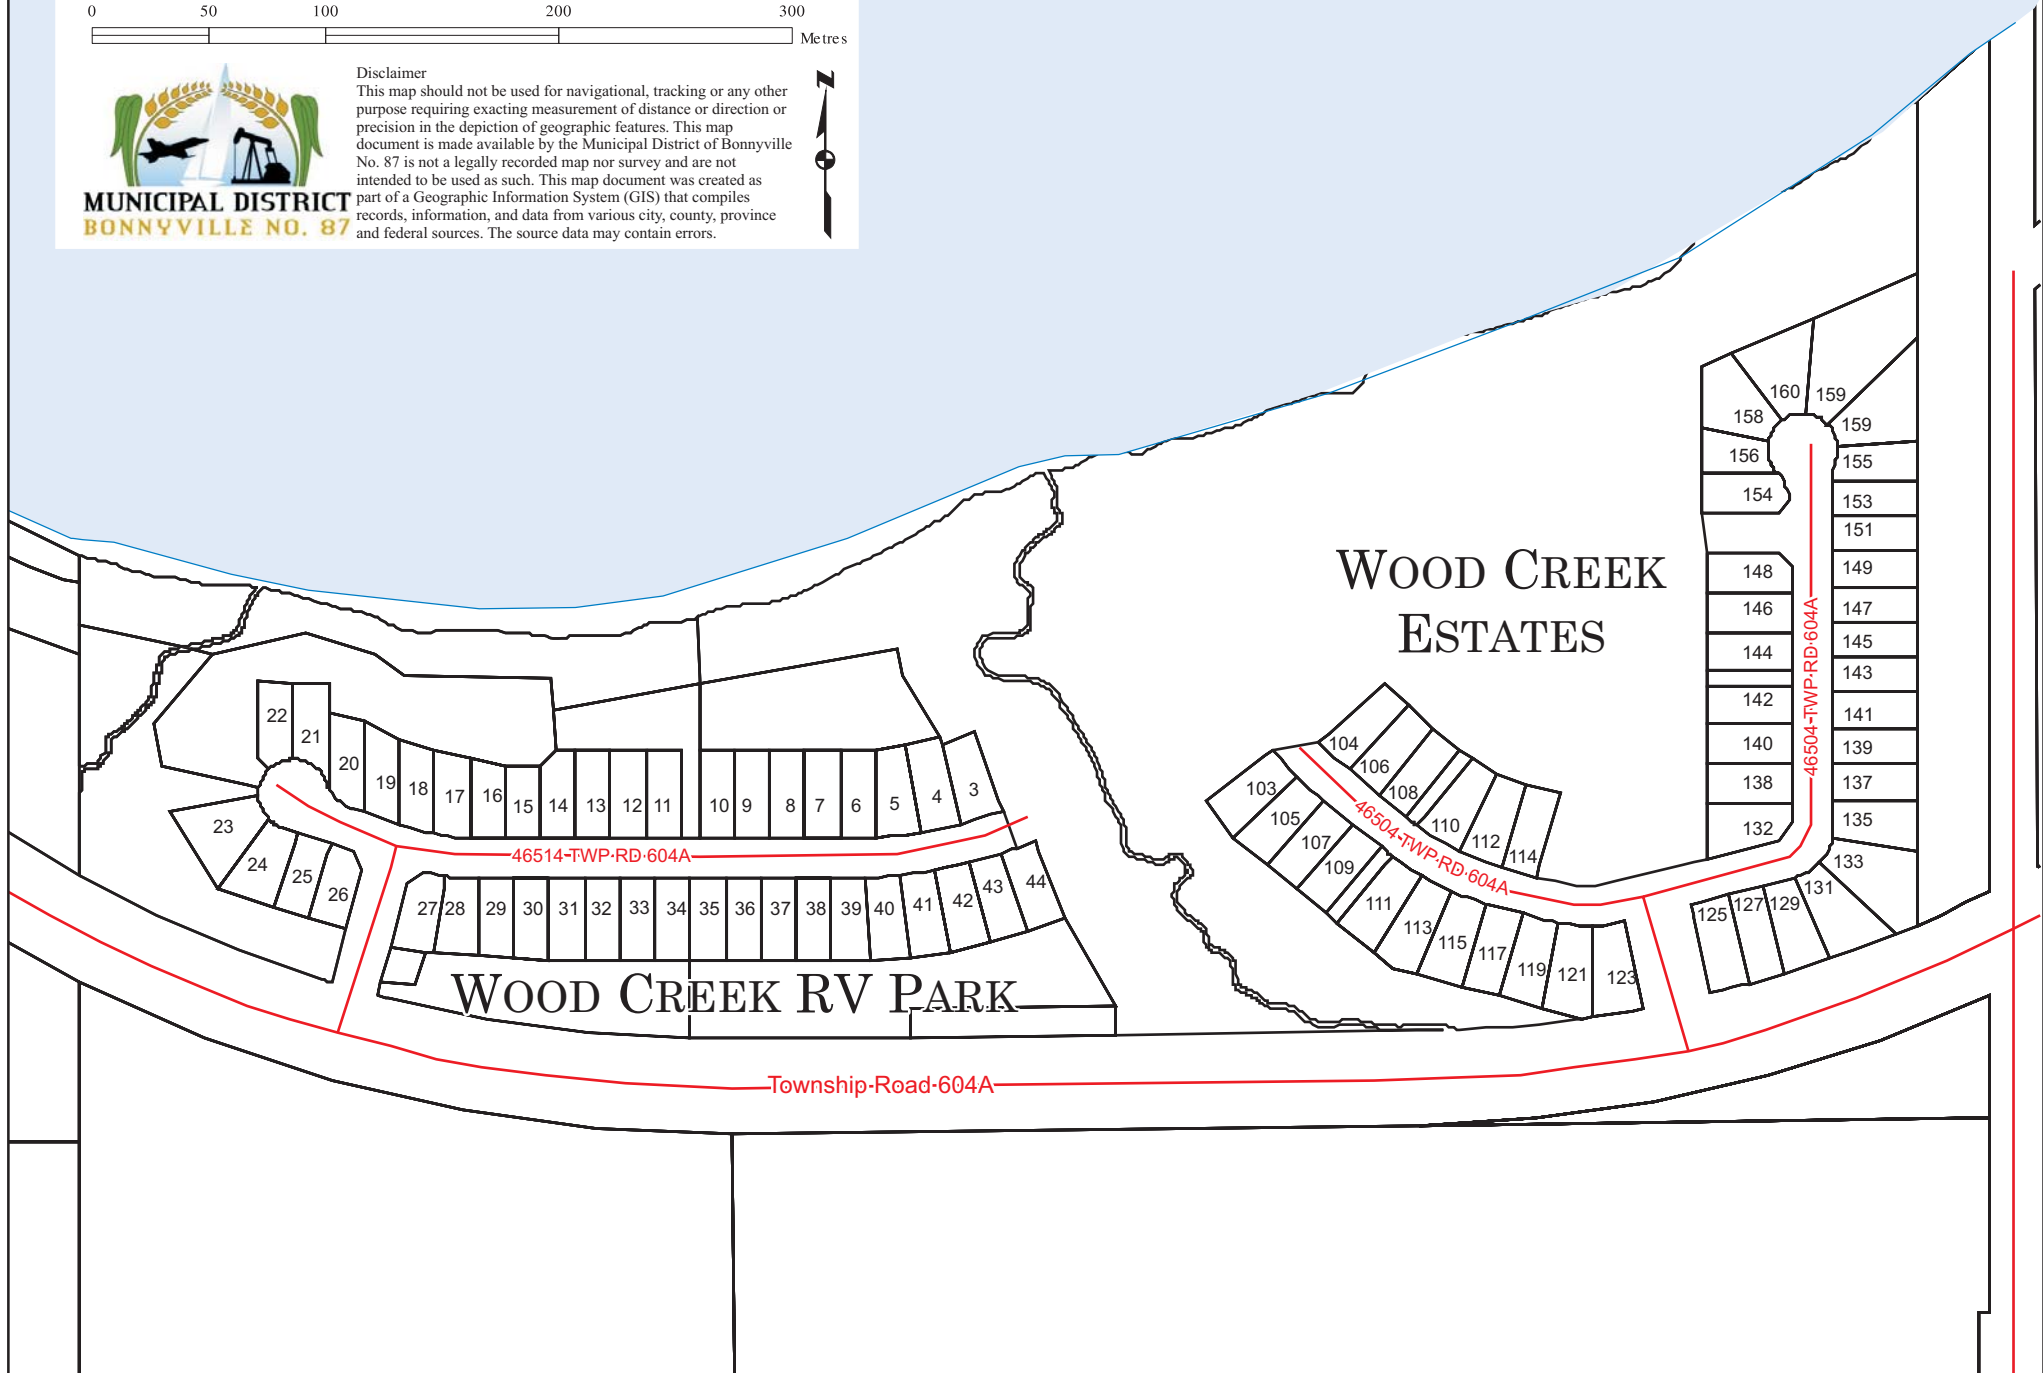 0 50 100 200 300
Metres
Disclaimer
This map should not be used for navigational, tracking or any other
purpose requiring exacting measurement of distance or direction or
precision in the depiction of geographic features. This map
document is made available by the Municipal District of Bonnyville
No. 87 is not a legally recorded map nor survey and are not
intended to be used as such. This map document was created as
part of a Geographic Information System (GIS) that compiles
records, information, and data from various city, county, province
and federal sources. The source data may contain errors.
N
MUNICIPAL DISTRICT
BONNYVILLE NO. 87
WOOD CREEK
ESTATES
160 159
158 159
156 155
154 153
151
148 149
146 147
144 145
143
142 141
140 139
138 137
132 135
133
131
129
127
125
46504-TWP-RD-604A
104
106
108
110
112
114
46504-TWP-RD-604A
103
105
107
109
111
113
115
117
119
121
123
22 21 20 19 18 17 16 15 14 13 12 11 10 9 8 7 6 5 4 3
46514-TWP-RD-604A
23 24 25 26
27 28 29 30 31 32 33 34 35 36 37 38 39 40 41 42 43 44
WOOD CREEK RV PARK
Township-Road-604A